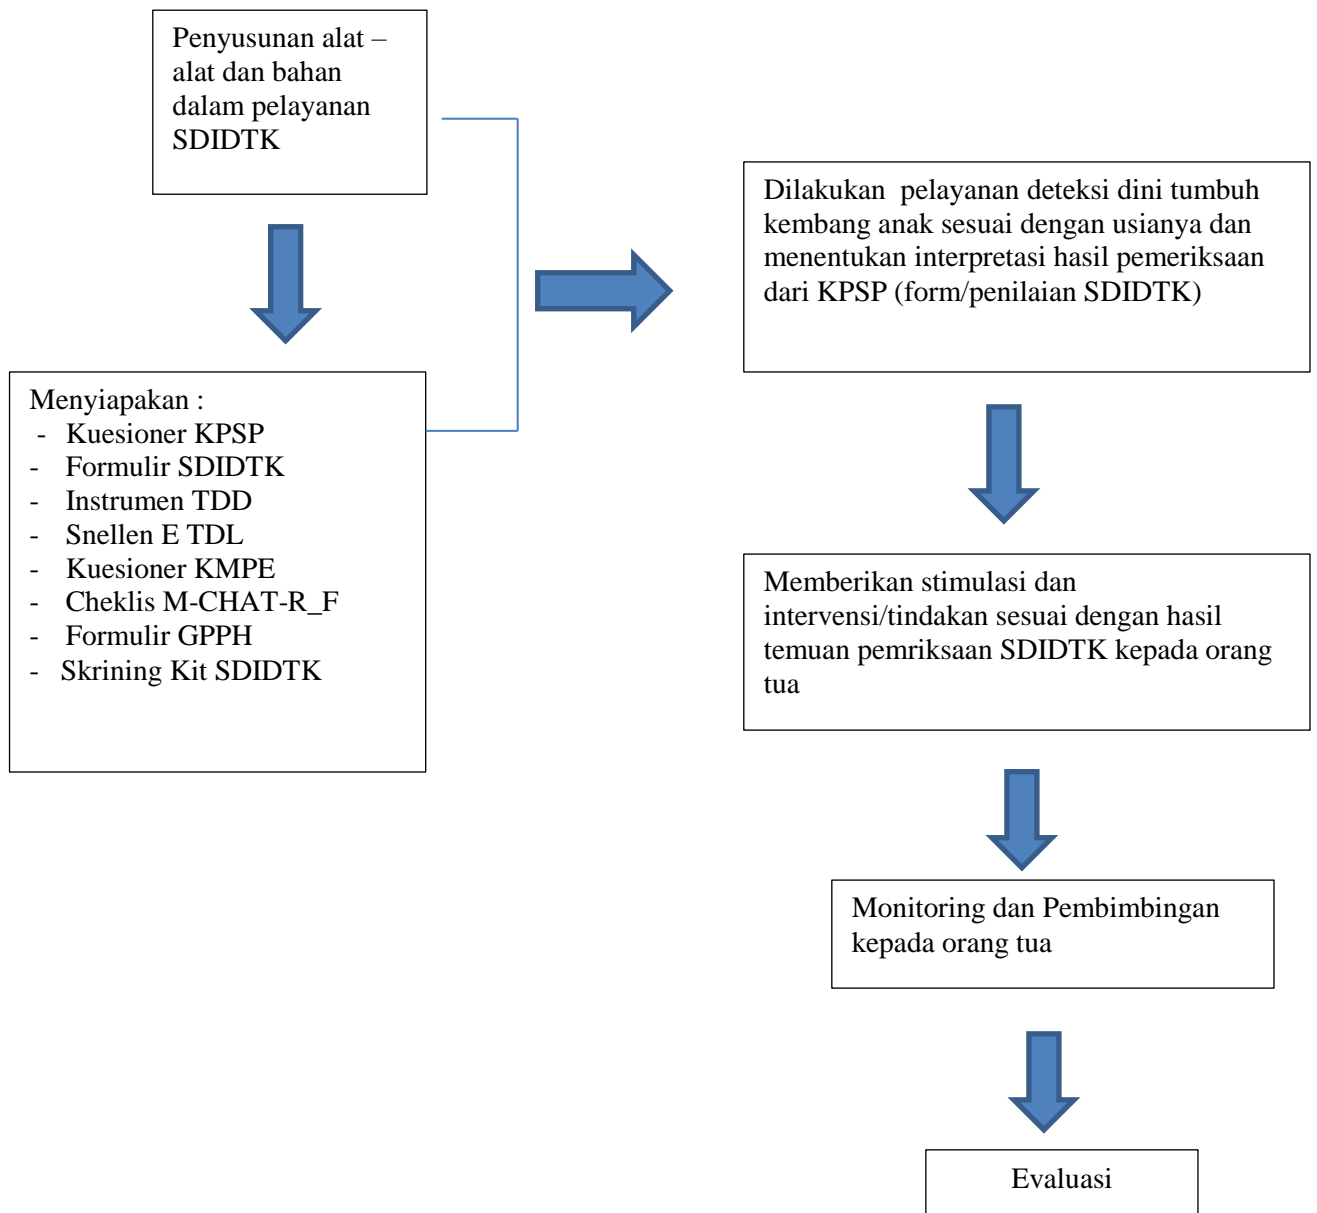 Penyusunan alat –
alat dan bahan
dalam pelayanan
SDIDTK
Menyiapakan :
- Kuesioner KPSP
- Formulir SDIDTK
- Instrumen TDD
- Snellen E TDL
- Kuesioner KMPE
- Cheklis M-CHAT-R_F
- Formulir GPPH
- Skrining Kit SDIDTK
Dilakukan pelayanan deteksi dini tumbuh
kembang anak sesuai dengan usianya dan
menentukan interpretasi hasil pemeriksaan
dari KPSP (form/penilaian SDIDTK)
Memberikan stimulasi dan
intervensi/tindakan sesuai dengan hasil
temuan pemriksaan SDIDTK kepada orang
tua
Monitoring dan Pembimbingan
kepada orang tua
Evaluasi